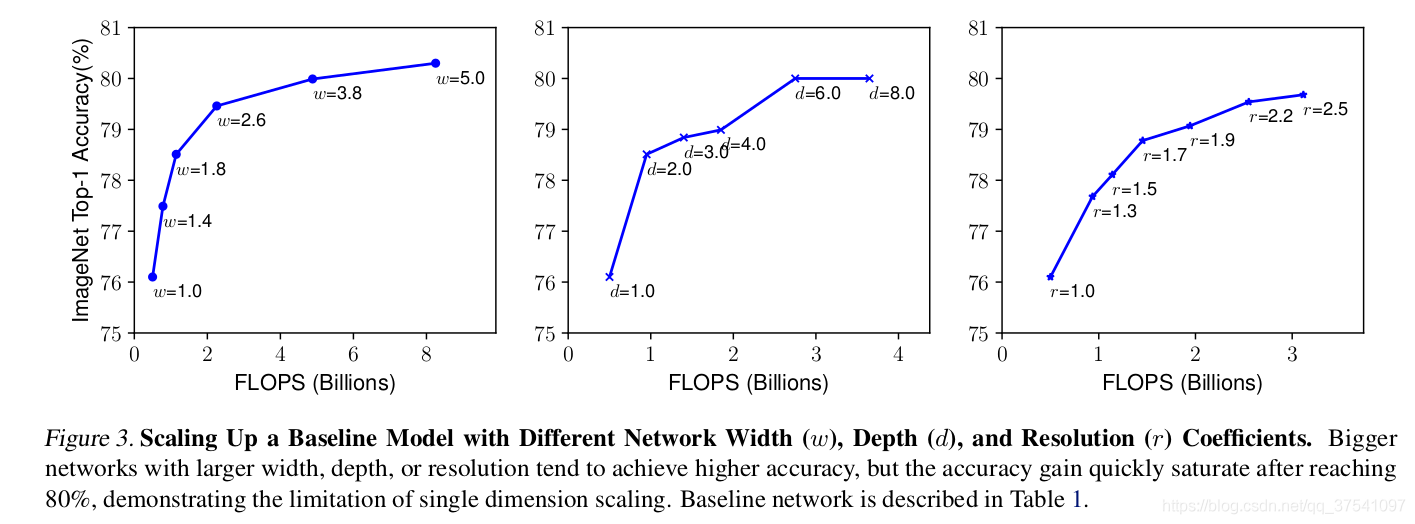 ImageNet Top-1 Accuracy(%)
81
80
79
78
77
76
75
w=1.0
w=1.4
w=1.8
w=2.6
w=3.8
w=5.0
0 2 4 6 8
FLOPS (Billions)
81
80
79
78
77
76
75
d=1.0
d=2.0
d=3.0
d=4.0
d=6.0
d=8.0
0 1 2 3 4
FLOPS (Billions)
81
80
79
78
77
76
75
r=1.0
r=1.3
r=1.5
r=1.7
r=1.9
r=2.2
r=2.5
0 1 2 3
FLOPS (Billions)
Figure 3. Scaling Up a Baseline Model with Different Network Width (w), Depth (d), and Resolution (r) Coefficients. Bigger
networks with larger width, depth, or resolution tend to achieve higher accuracy, but the accuracy gain quickly saturate after reaching
80%, demonstrating the limitation of single dimension scaling. Baseline network is described in Table 1.
https://blog.csdn.net/qq_37541097